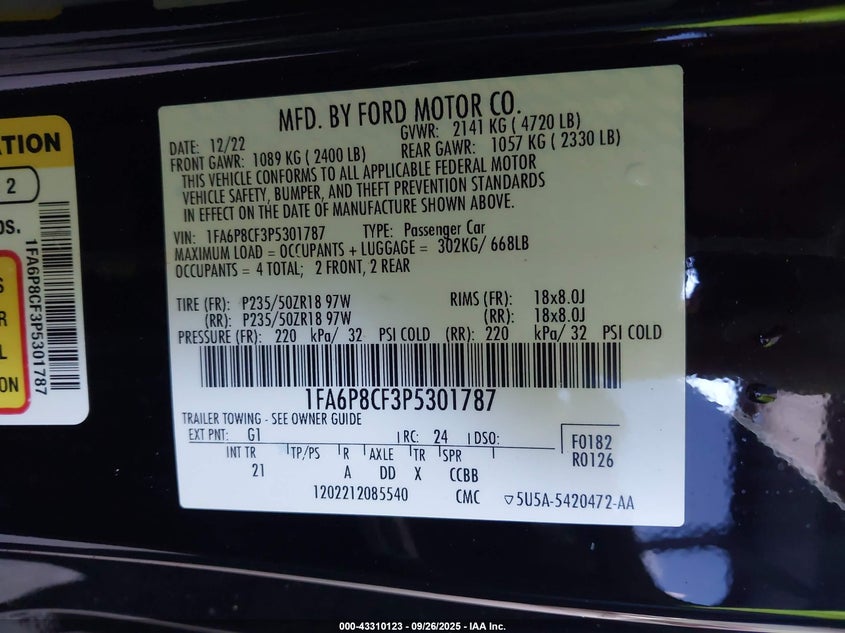 ATION
2
OS.
S
R
L
ON
1FA6P8CF3P5301787
MFD. BY FORD MOTOR CO.
DATE: 12/22 GVWR: 2141 KG ( 4720 LB)
FRONT GAWR: 1089 KG ( 2400 LB) REAR GAWR: 1057 KG ( 2330 LB)
THIS VEHICLE CONFORMS TO ALL APPLICABLE FEDERAL MOTOR
VEHICLE SAFETY, BUMPER, AND THEFT PREVENTION STANDARDS
IN EFFECT ON THE DATE OF MANUFACTURE SHOWN ABOVE.
VIN: 1FA6P8CF3P5301787 TYPE: Passenger Car
MAXIMUM LOAD = OCCUPANTS + LUGGAGE = 302KG/ 668LB
OCCUPANTS = 4 TOTAL; 2 FRONT, 2 REAR
TIRE (FR): P235/50ZR18 97W RIMS (FR): 18x8.0J
(RR): P235/50ZR18 97W (RR): 18x8.0J
PRESSURE (FR): 220 kPa/ 32 PSI COLD (RR): 220 kPa/ 32 PSI COLD
1FA6P8CF3P5301787
TRAILER TOWING - SEE OWNER GUIDE
EXT PNT: G1 RC: 24 DSO: F0182
INT TR TP/PS R AXLE TR SPR R0126
21 A DD X CCBB
1202212085540 CMC ▽5U5A-5420472-AA
000-43310123 - 09/26/2025 - IAA Inc.